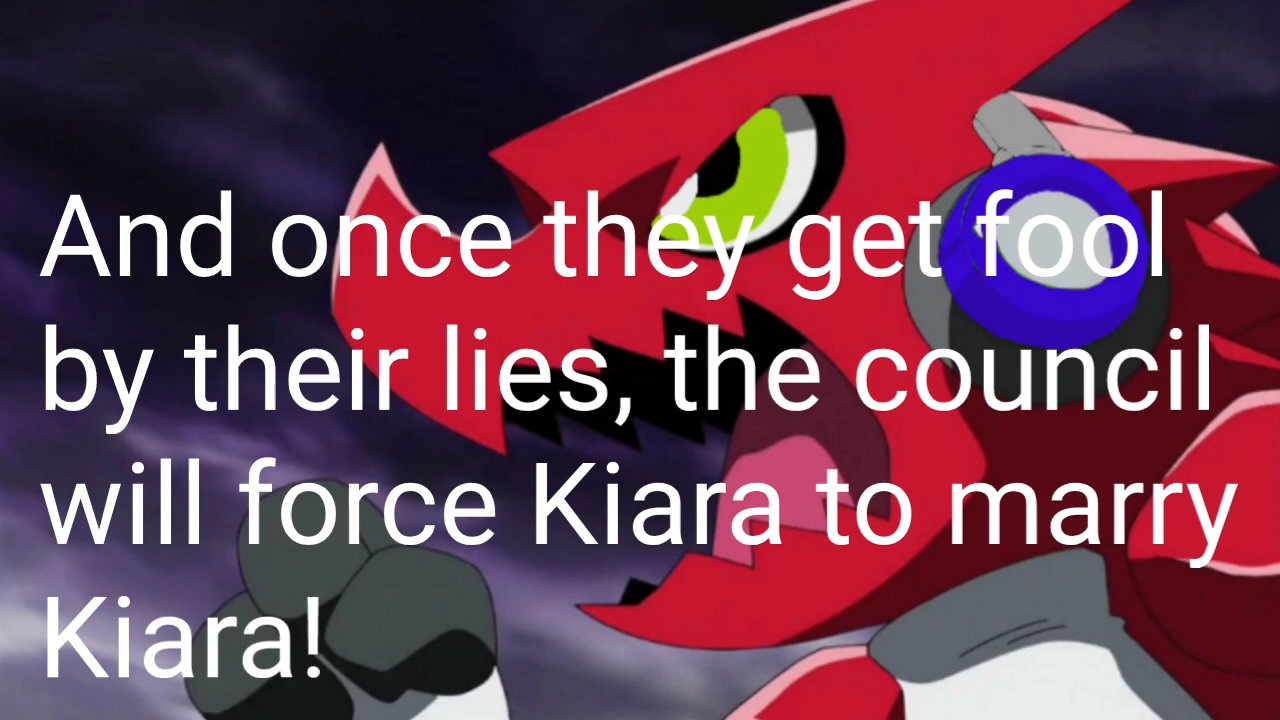 And once they get fool
by their lies, the council
will force Kiara to marry
Kiara!